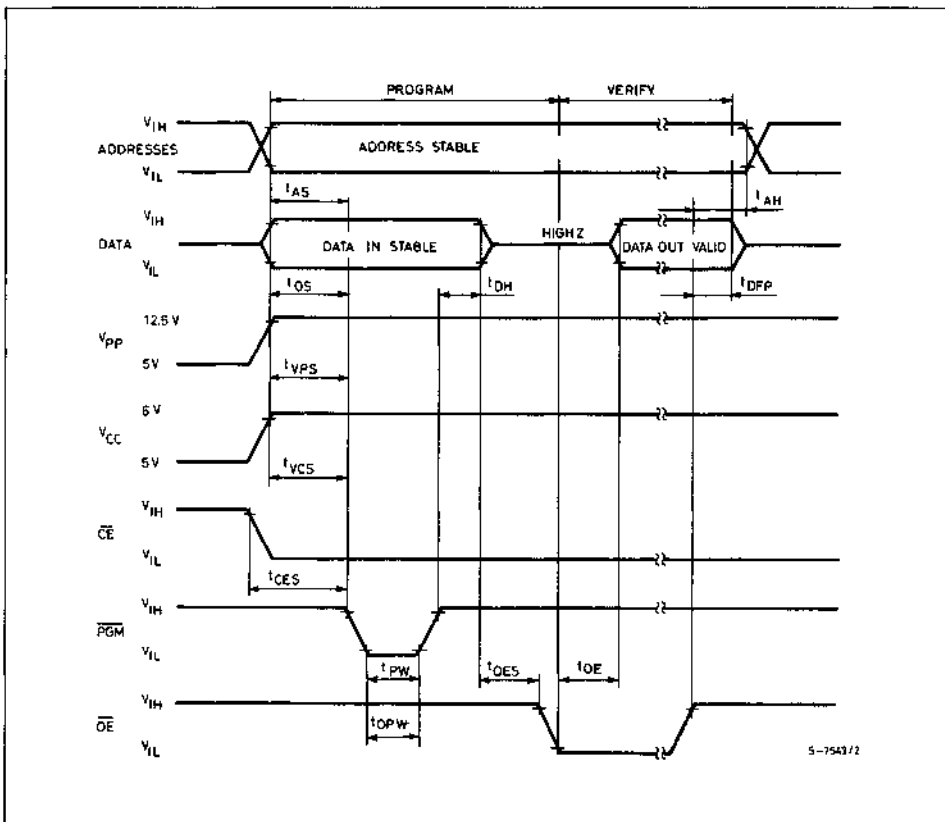 PROGRAM VERIFY
VIH
ADDRESSES ADDRESS STABLE
VIL
tAS tAH
VIH
DATA DATA IN STABLE HIGH Z DATA OUT VALID
VIL
tOS tDH tDFP
12.5 V
VPP
5V
tVPS
6V
VCC
5V
tVCS
VIH
CE
VIL
tCES
VIH
PGM
VIL
tPW tOES tOE
VIH
OE tOPW
VIL
S-7543/2